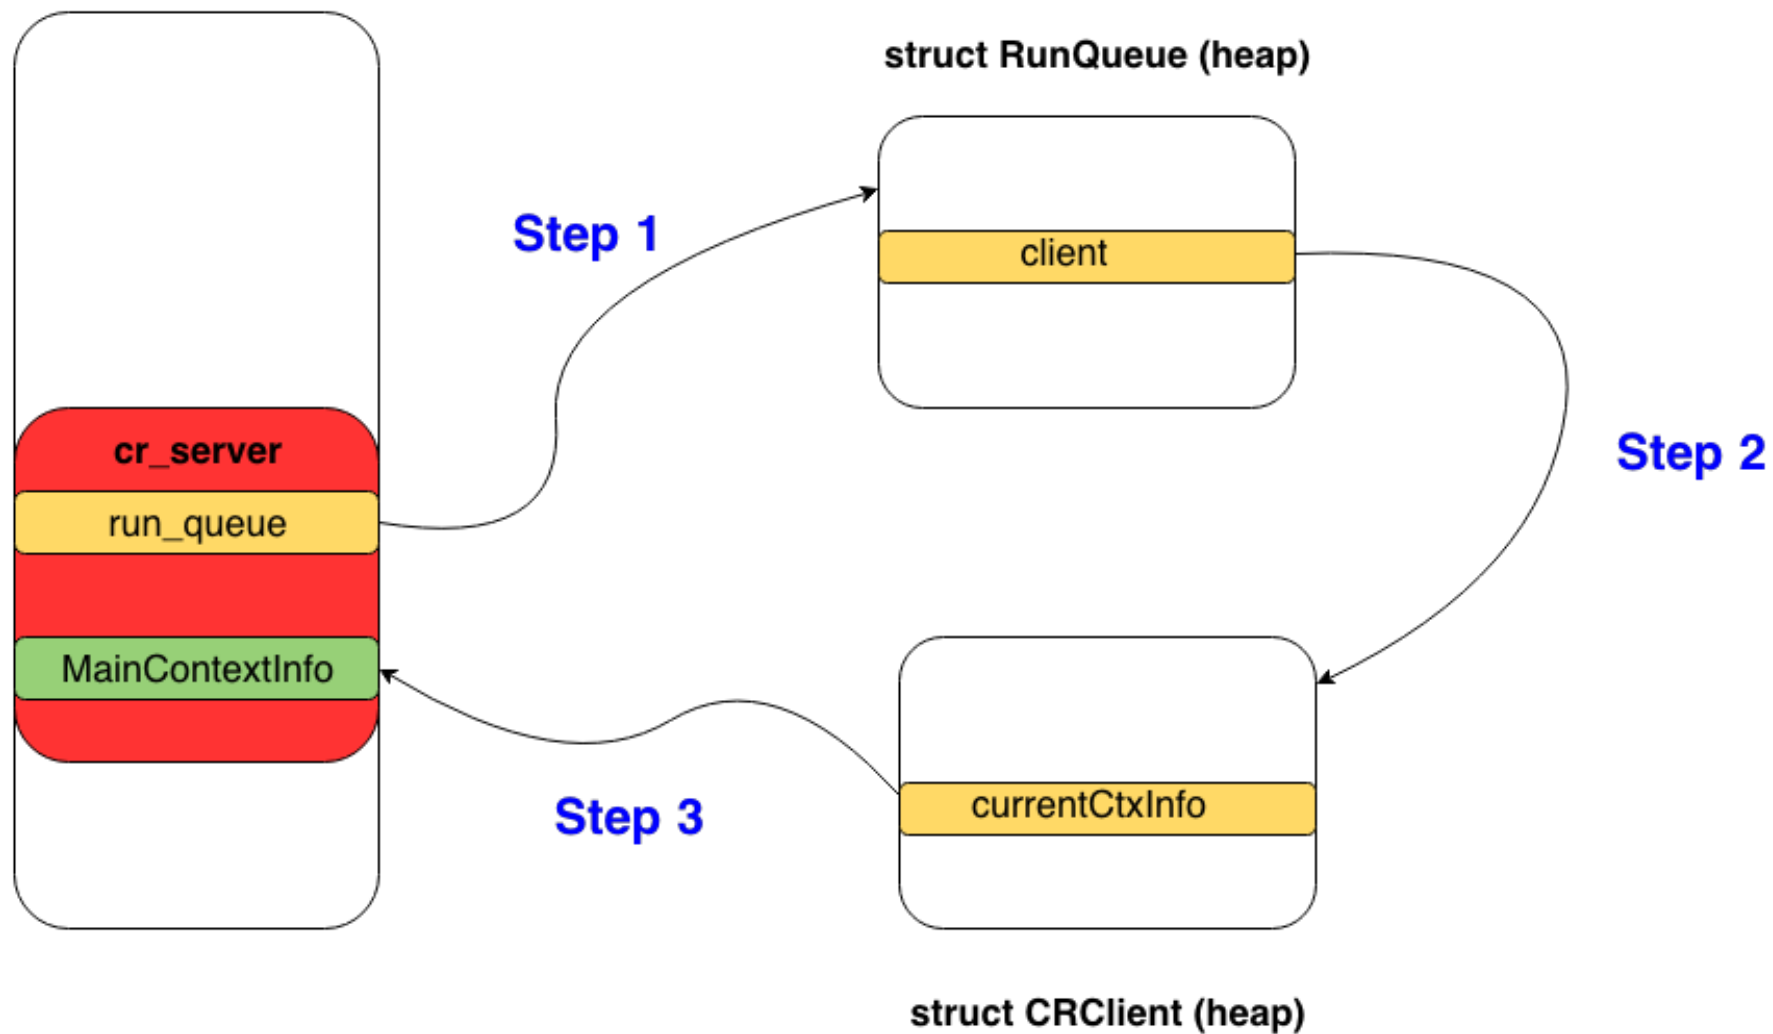 struct RunQueue (heap)
Step 1
client
cr_server
Step 2
run_queue
MainContextInfo
currentCtxInfo
Step 3
struct CRClient (heap)